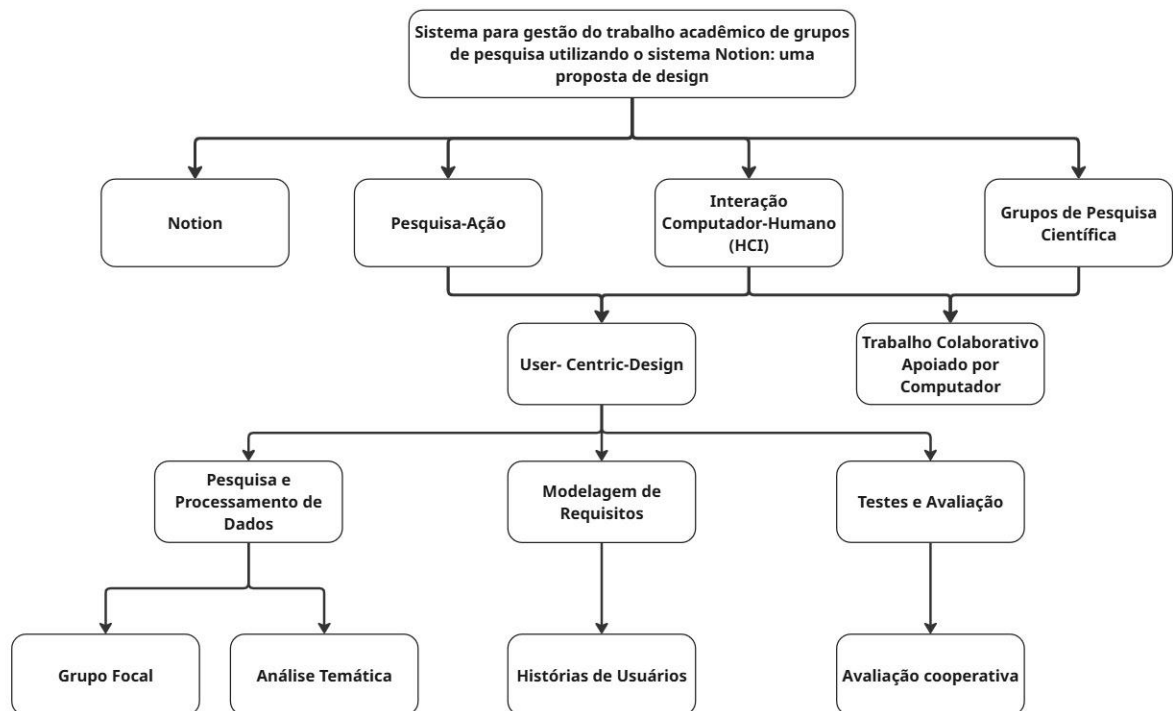 Sistema para gestão do trabalho acadêmico de grupos
de pesquisa utilizando o sistema Notion: uma
proposta de design
Notion
Pesquisa-Ação
Interação
Computador-Humano
(HCI)
Grupos de Pesquisa
Científica
User- Centric-Design
Trabalho Colaborativo
Apoiado por
Computador
Pesquisa e
Processamento de
Dados
Modelagem de
Requisitos
Testes e Avaliação
Grupo Focal
Análise Temática
Histórias de Usuários
Avaliação cooperativa